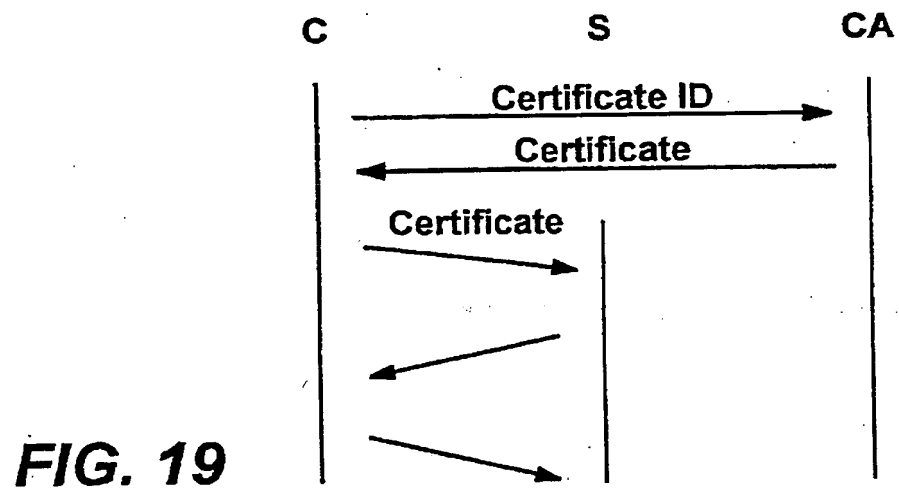 C S CA
Certificate ID
Certificate
Certificate
FIG. 19